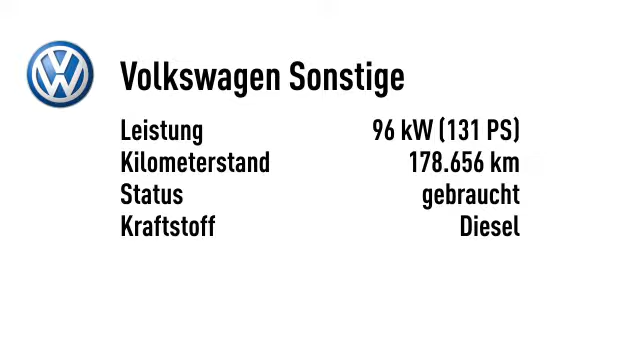 Volkswagen Sonstige
Leistung 96 kW (131 PS)
Kilometerstand 178.656 km
Status gebraucht
Kraftstoff Diesel